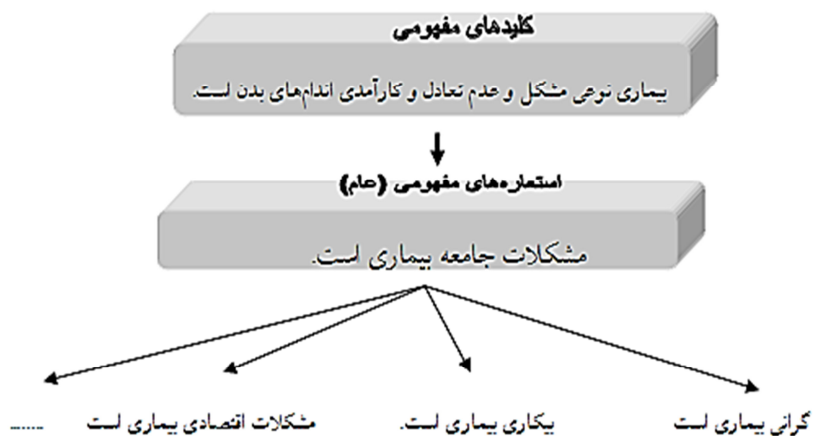 کلیدهای مفهومی
بیماری نوعی مشکل و عدم تعادل و کارآمدی اندام‌های بدن است.
استعاره‌های مفهومی (عام)
مشکلات جامعه بیماری است.
گرانی بیماری است
بیکاری بیماری است.
مشکلات اقتصادی بیماری است
.......